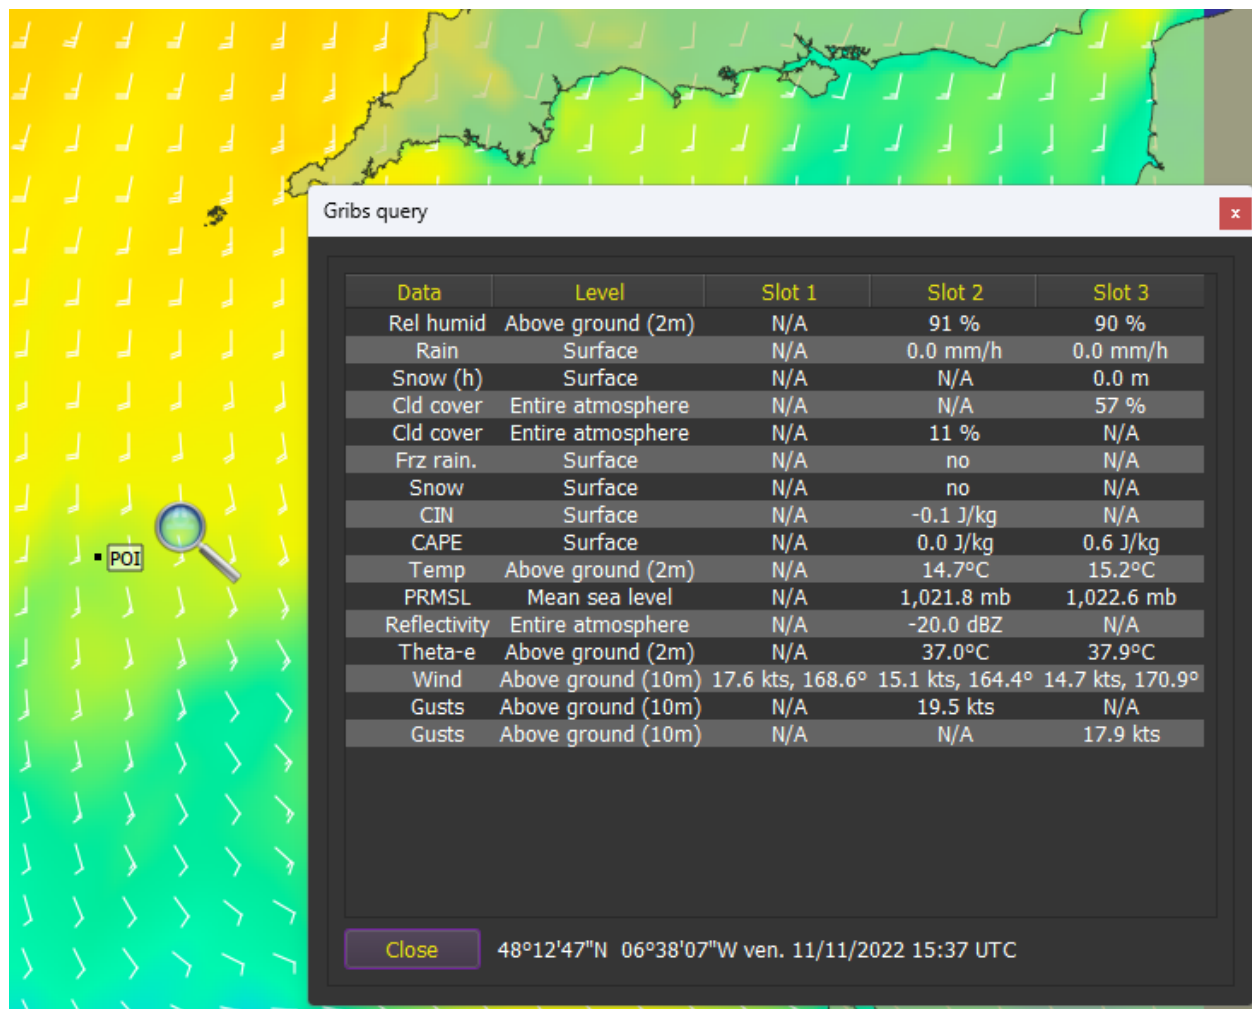 Gribs query
x
Data Level Slot 1 Slot 2 Slot 3
Rel humid Above ground (2m) N/A 91 % 90 %
Rain Surface N/A 0.0 mm/h 0.0 mm/h
Snow (h) Surface N/A N/A 0.0 m
Cld cover Entire atmosphere N/A N/A 57 %
Cld cover Entire atmosphere N/A 11 % N/A
Frz rain. Surface N/A no N/A
Snow Surface N/A no N/A
CIN Surface N/A -0.1 J/kg N/A
CAPE Surface N/A 0.0 J/kg 0.6 J/kg
Temp Above ground (2m) N/A 14.7°C 15.2°C
PRMSL Mean sea level N/A 1,021.8 mb 1,022.6 mb
Reflectivity Entire atmosphere N/A -20.0 dBZ N/A
Theta-e Above ground (2m) N/A 37.0°C 37.9°C
Wind Above ground (10m) 17.6 kts, 168.6º 15.1 kts, 164.4º 14.7 kts, 170.9º
Gusts Above ground (10m) N/A 19.5 kts N/A
Gusts Above ground (10m) N/A N/A 17.9 kts
POI
Close 48º12'47"N 06º38'07"W ven. 11/11/2022 15:37 UTC